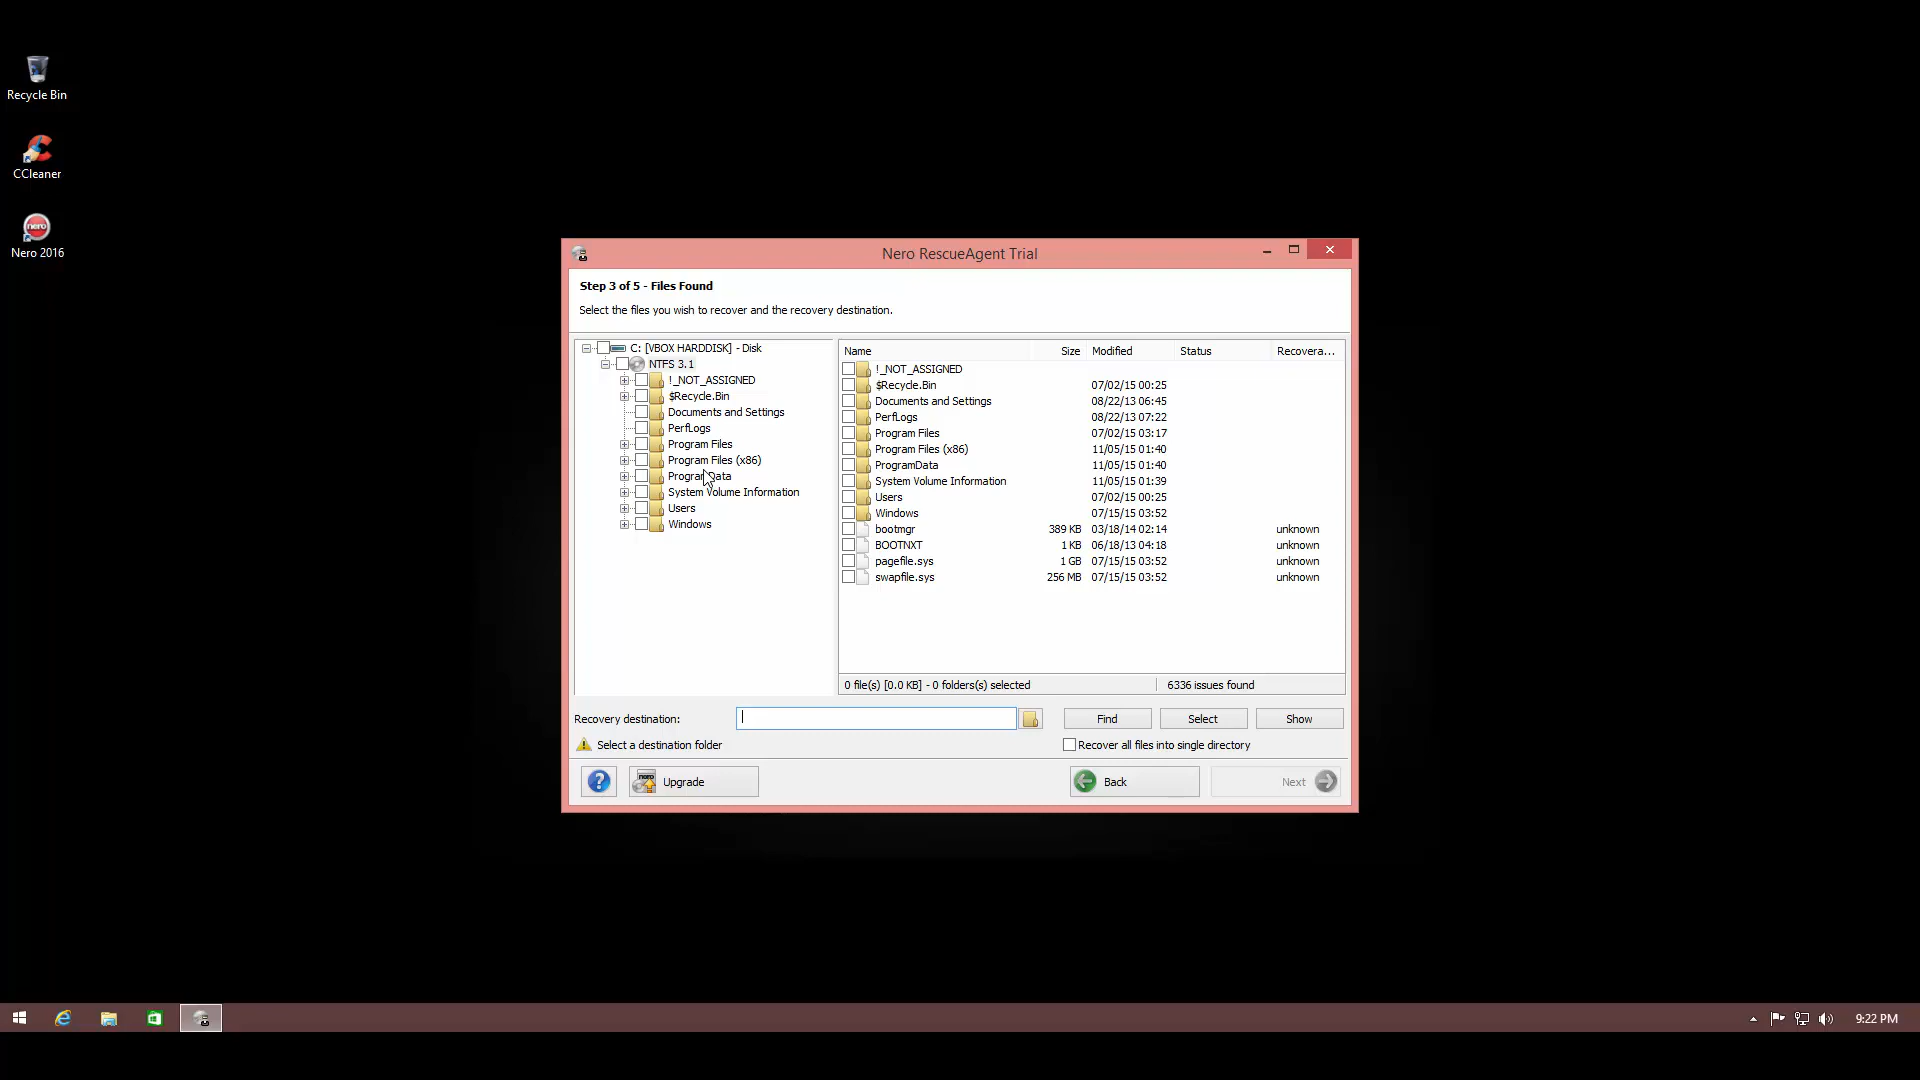 Recycle Bin
CCleaner
nero
Nero 2016
Nero RescueAgent Trial
Step 3 of 5 - Files Found
Select the files you wish to recover and the recovery destination.
C: [VBOX HARDDISK] - Disk
NTFS 3.1
!_NOT_ASSIGNED
$Recycle.Bin
Documents and Settings
PerfLogs
Program Files
Program Files (x86)
ProgramData
System Volume Information
Users
Windows
Name Size Modified Status Recovera...
!_NOT_ASSIGNED
$Recycle.Bin 07/02/15 00:25
Documents and Settings 08/22/13 06:45
PerfLogs 08/22/13 07:22
Program Files 07/02/15 03:17
Program Files (x86) 11/05/15 01:40
ProgramData 11/05/15 01:40
System Volume Information 11/05/15 01:39
Users 07/02/15 00:25
Windows 07/15/15 03:52
bootmgr 389 KB 03/18/14 02:14 unknown
BOOTNXT 1 KB 06/18/13 04:18 unknown
pagefile.sys 1 GB 07/15/15 03:52 unknown
swapfile.sys 256 MB 07/15/15 03:52 unknown
0 file(s) [0.0 KB] - 0 folders(s) selected 6336 issues found
Recovery destination: Find Select Show
Select a destination folder Recover all files into single directory
Upgrade Back Next
9:22 PM